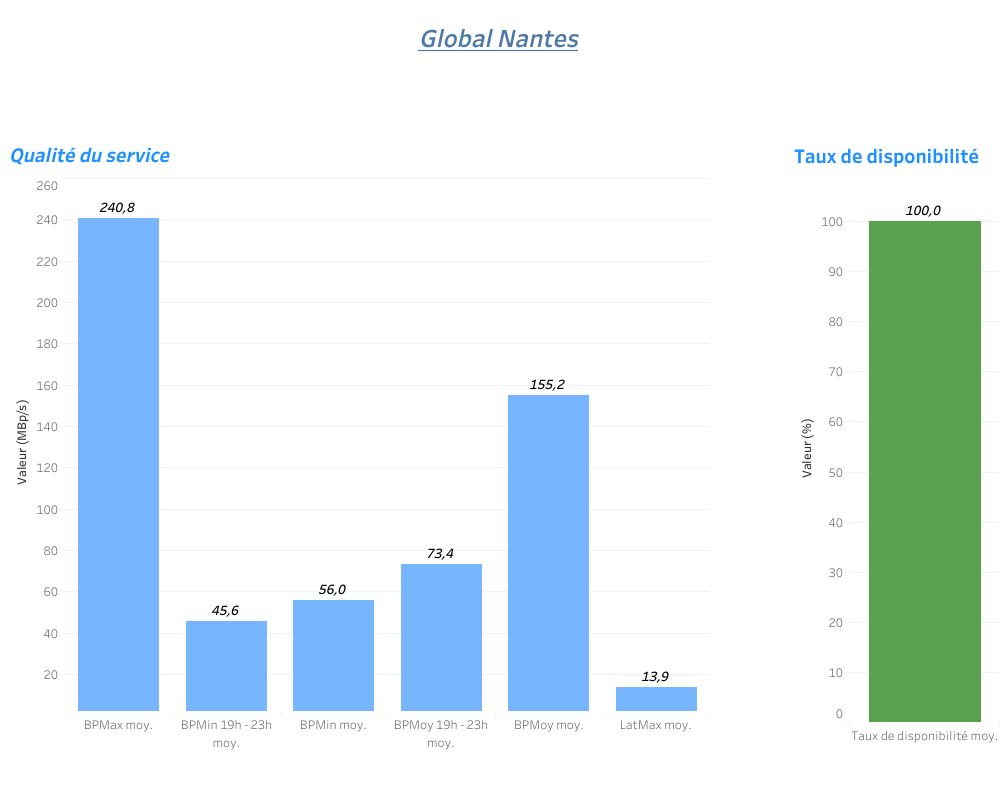 Global Nantes
Qualité du service
Taux de disponibilité
260
240
220
200
180
160
140
120
100
80
60
40
20
Valeur (MBp/s)
240,8
45,6
56,0
73,4
155,2
13,9
BPMax moy.
BPMin 19h - 23h
moy.
BPMin moy.
BPMoy 19h - 23h
moy.
BPMoy moy.
LatMax moy.
100
90
80
70
60
50
40
30
20
10
0
Valeur (%)
100,0
Taux de disponibilité moy.